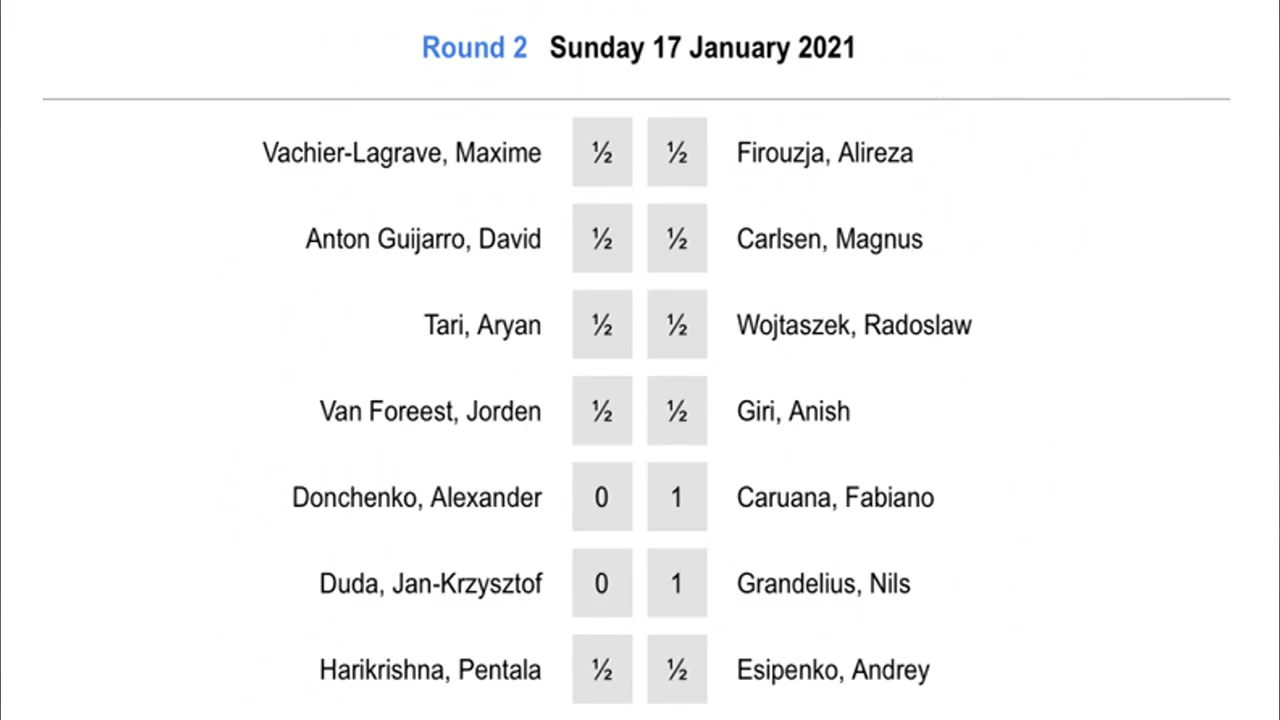 Round 2 Sunday 17 January 2021
Vachier-Lagrave, Maxime ½ ½ Firouzja, Alireza
Anton Guijarro, David ½ ½ Carlsen, Magnus
Tari, Aryan ½ ½ Wojtaszek, Radoslaw
Van Foreest, Jorden ½ ½ Giri, Anish
Donchenko, Alexander 0 1 Caruana, Fabiano
Duda, Jan-Krzysztof 0 1 Grandelius, Nils
Harikrishna, Pentala ½ ½ Esipenko, Andrey